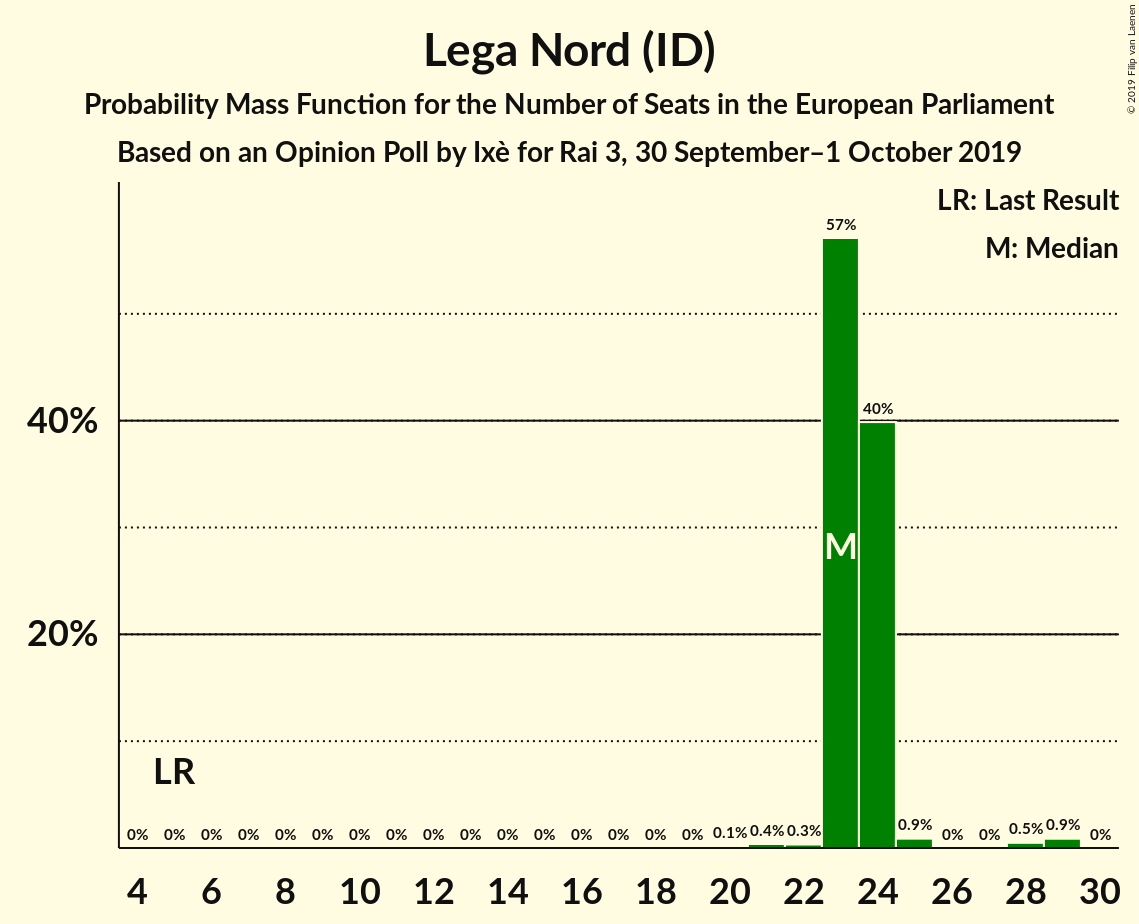 Lega Nord (ID)
Probability Mass Function for the Number of Seats in the European Parliament
Based on an Opinion Poll by Ixè for Rai 3, 30 September–1 October 2019
© 2019 Filip van Laenen
LR: Last Result
M: Median
57%
40%
40%
M
20%
LR
0% 0% 0% 0% 0% 0% 0% 0% 0% 0% 0% 0% 0% 0% 0% 0% 0.1% 0.4% 0.3% 0.9% 0% 0% 0.5% 0.9% 0%
4 6 8 10 12 14 16 18 20 22 24 26 28 30